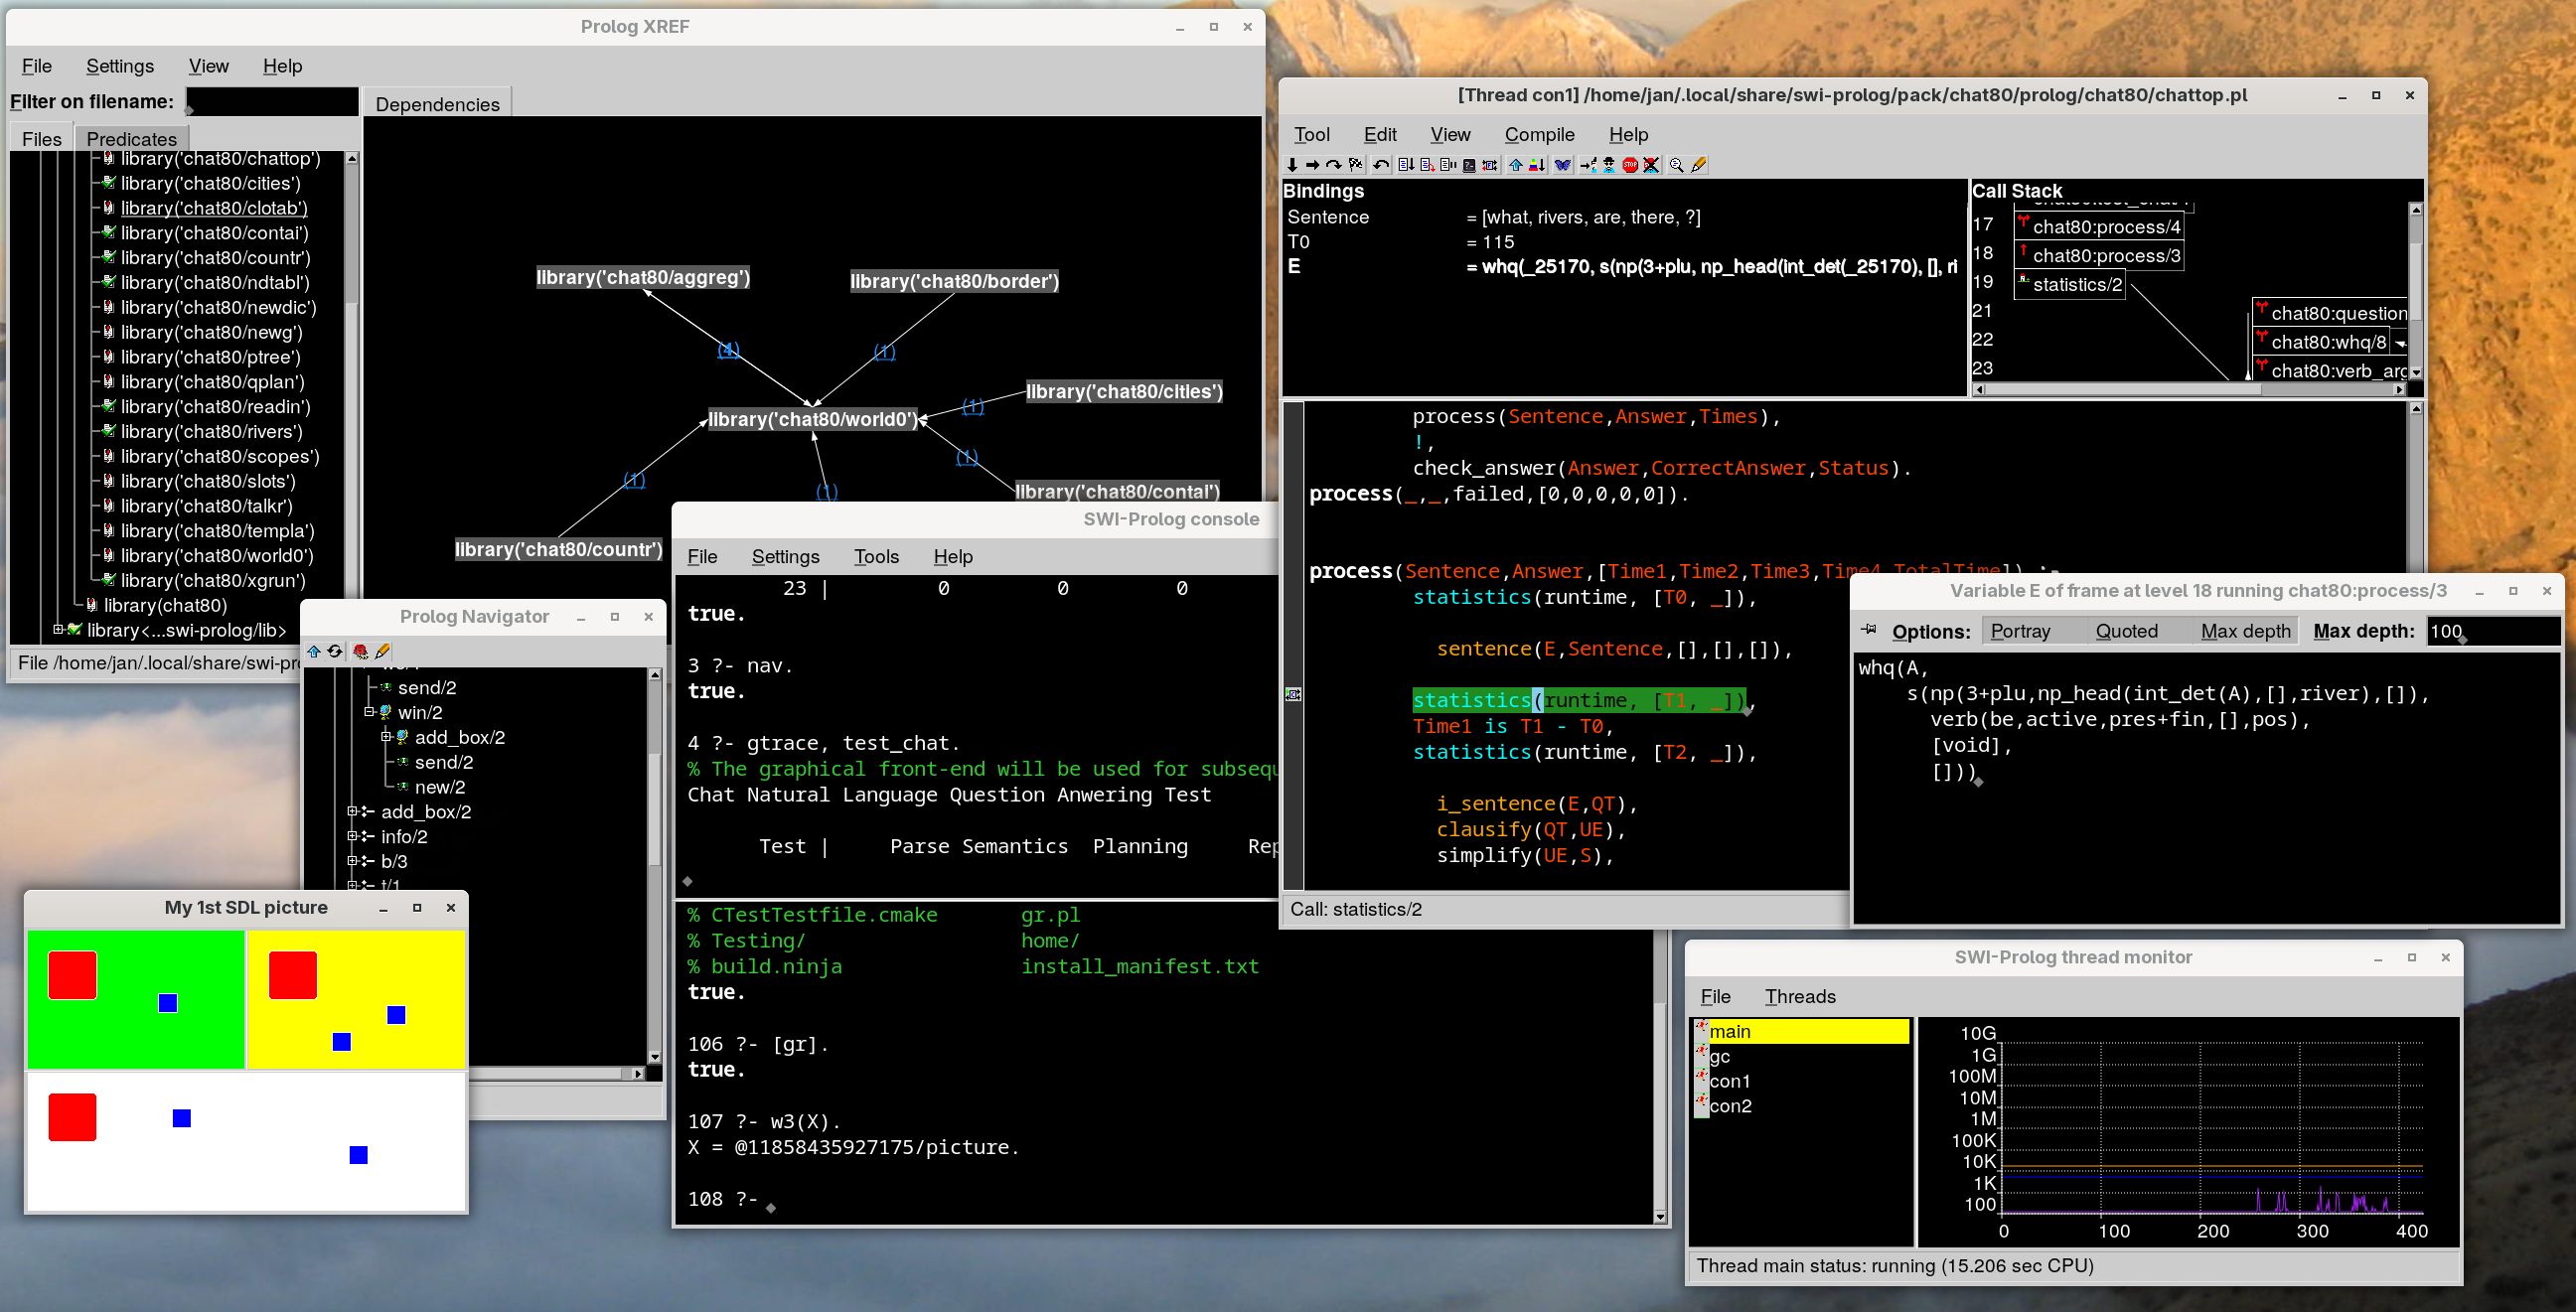 Prolog XREF
File Settings View Help
Filter on filename:
Files Predicates
Dependencies
library('chat80/chattop')
library('chat80/cities')
library('chat80/clotab')
library('chat80/contai')
library('chat80/countr')
library('chat80/ndtabl')
library('chat80/newdic')
library('chat80/newg')
library('chat80/ptree')
library('chat80/qplan')
library('chat80/readin')
library('chat80/rivers')
library('chat80/scopes')
library('chat80/slots')
library('chat80/talkr')
library('chat80/templa')
library('chat80/world0')
library('chat80/xgrun')
library(chat80)
library<...swi-prolog/lib>
File /home/jan/.local/share/swi-pro
library('chat80/aggreg')
library('chat80/border')
(4)
(1)
library('chat80/cities')
(1)
library('chat80/world0')
(1)
(1)
(1)
library('chat80/contai')
library('chat80/countr')
Prolog Navigator
send/2
win/2
add_box/2
send/2
new/2
add_box/2
info/2
b/3
t/1
My 1st SDL picture
SWI-Prolog console
File Settings Tools Help
23 | 0 0 0
true.
3 ?- nav.
true.
4 ?- gtrace, test_chat.
% The graphical front-end will be used for subsequ
Chat Natural Language Question Anwering Test
Test | Parse Semantics Planning Rep
% CTestTestfile.cmake gr.pl
% Testing/ home/
% build.ninja install_manifest.txt
true.
106 ?- [gr].
true.
107 ?- w3(X).
X = @11858435927175/picture.
108 ?-
[Thread con1] /home/jan/.local/share/swi-prolog/pack/chat80/prolog/chat80/chattop.pl
Tool Edit View Compile Help
Bindings
Sentence = [what, rivers, are, there, ?]
T0 = 115
E = whq(_25170, s(np(3+plu, np_head(int_det(_25170), [], ri
Call Stack
17 chat80:process/4
18 chat80:process/3
19 statistics/2
21 chat80:question
22 chat80:whq/8
23 chat80:verb_arg
process(Sentence,Answer,Times),
!,
check_answer(Answer,CorrectAnswer,Status).
process(_,_,failed,[0,0,0,0,0]).
process(Sentence,Answer,[Time1,Time2,Time3,Time4,TotalTime]) :-
statistics(runtime, [T0, _]),
sentence(E,Sentence,[],[],[]),
statistics(runtime, [T1, _]),
Time1 is T1 - T0,
statistics(runtime, [T2, _]),
i_sentence(E,QT),
clausify(QT,UE),
simplify(UE,S),
Call: statistics/2
Variable E of frame at level 18 running chat80:process/3
Options: Portray Quoted Max depth Max depth: 100
whq(A,
s(np(3+plu,np_head(int_det(A),[],river),[]),
verb(be,active,pres+fin,[],pos),
[void],
[]))
SWI-Prolog thread monitor
File Threads
main
gc
con1
con2
10G
1G
100M
10M
1M
100K
10K
1K
100
0 100 200 300 400
Thread main status: running (15.206 sec CPU)